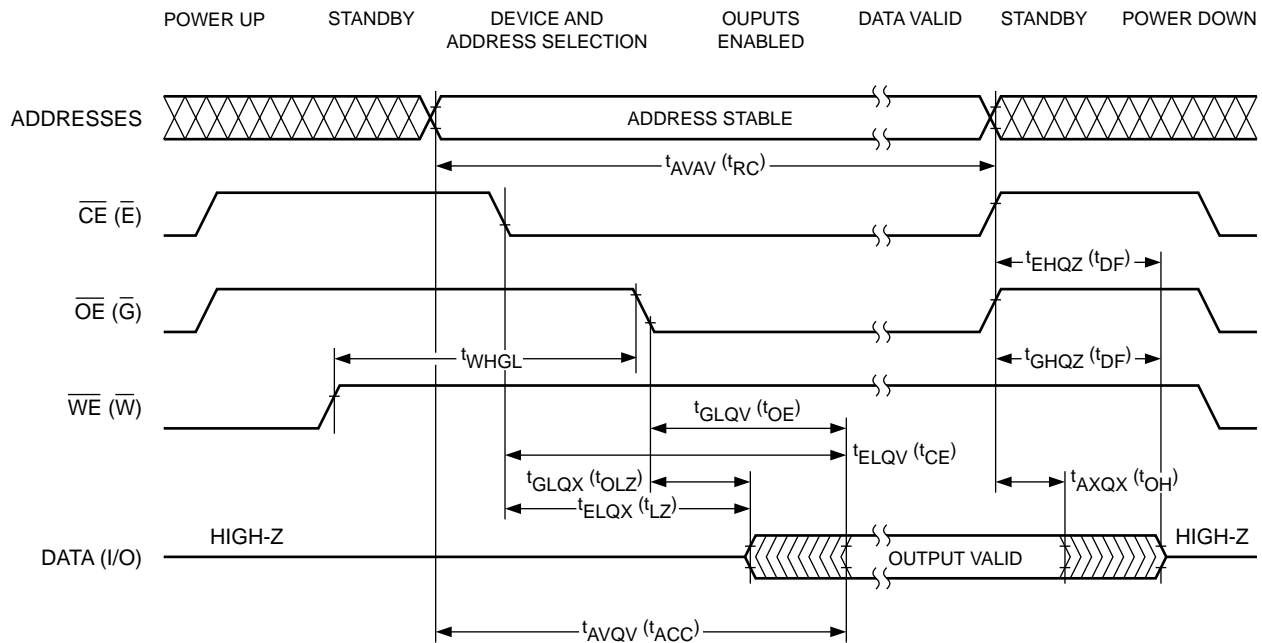 POWER UP STANDBY DEVICE AND ADDRESS SELECTION OUPUTS ENABLED DATA VALID STANDBY POWER DOWN
ADDRESSES
ADDRESS STABLE
tAVAV (tRC)
CE (E)
tEHQZ (tDF)
OE (G)
tWHGL
tGHQZ (tDF)
WE (W)
tGLQV (tOE)
tELQV (tCE)
tGLQX (tOLZ)
tAXQX (tOH)
tELQX (tLZ)
HIGH-Z
HIGH-Z
DATA (I/O)
OUTPUT VALID
tAVQV (tACC)